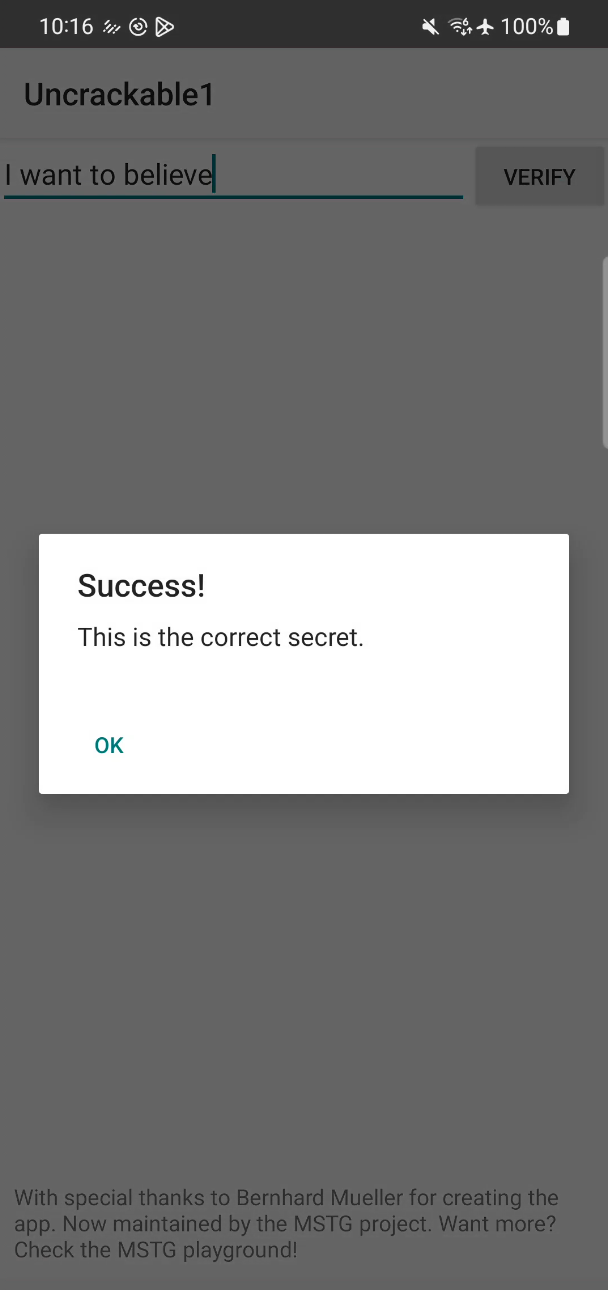 10:16 100%
Uncrackable1
I want to believe VERIFY
Success!
This is the correct secret.
OK
With special thanks to Bernhard Mueller for creating the
app. Now maintained by the MSTG project. Want more?
Check the MSTG playground!